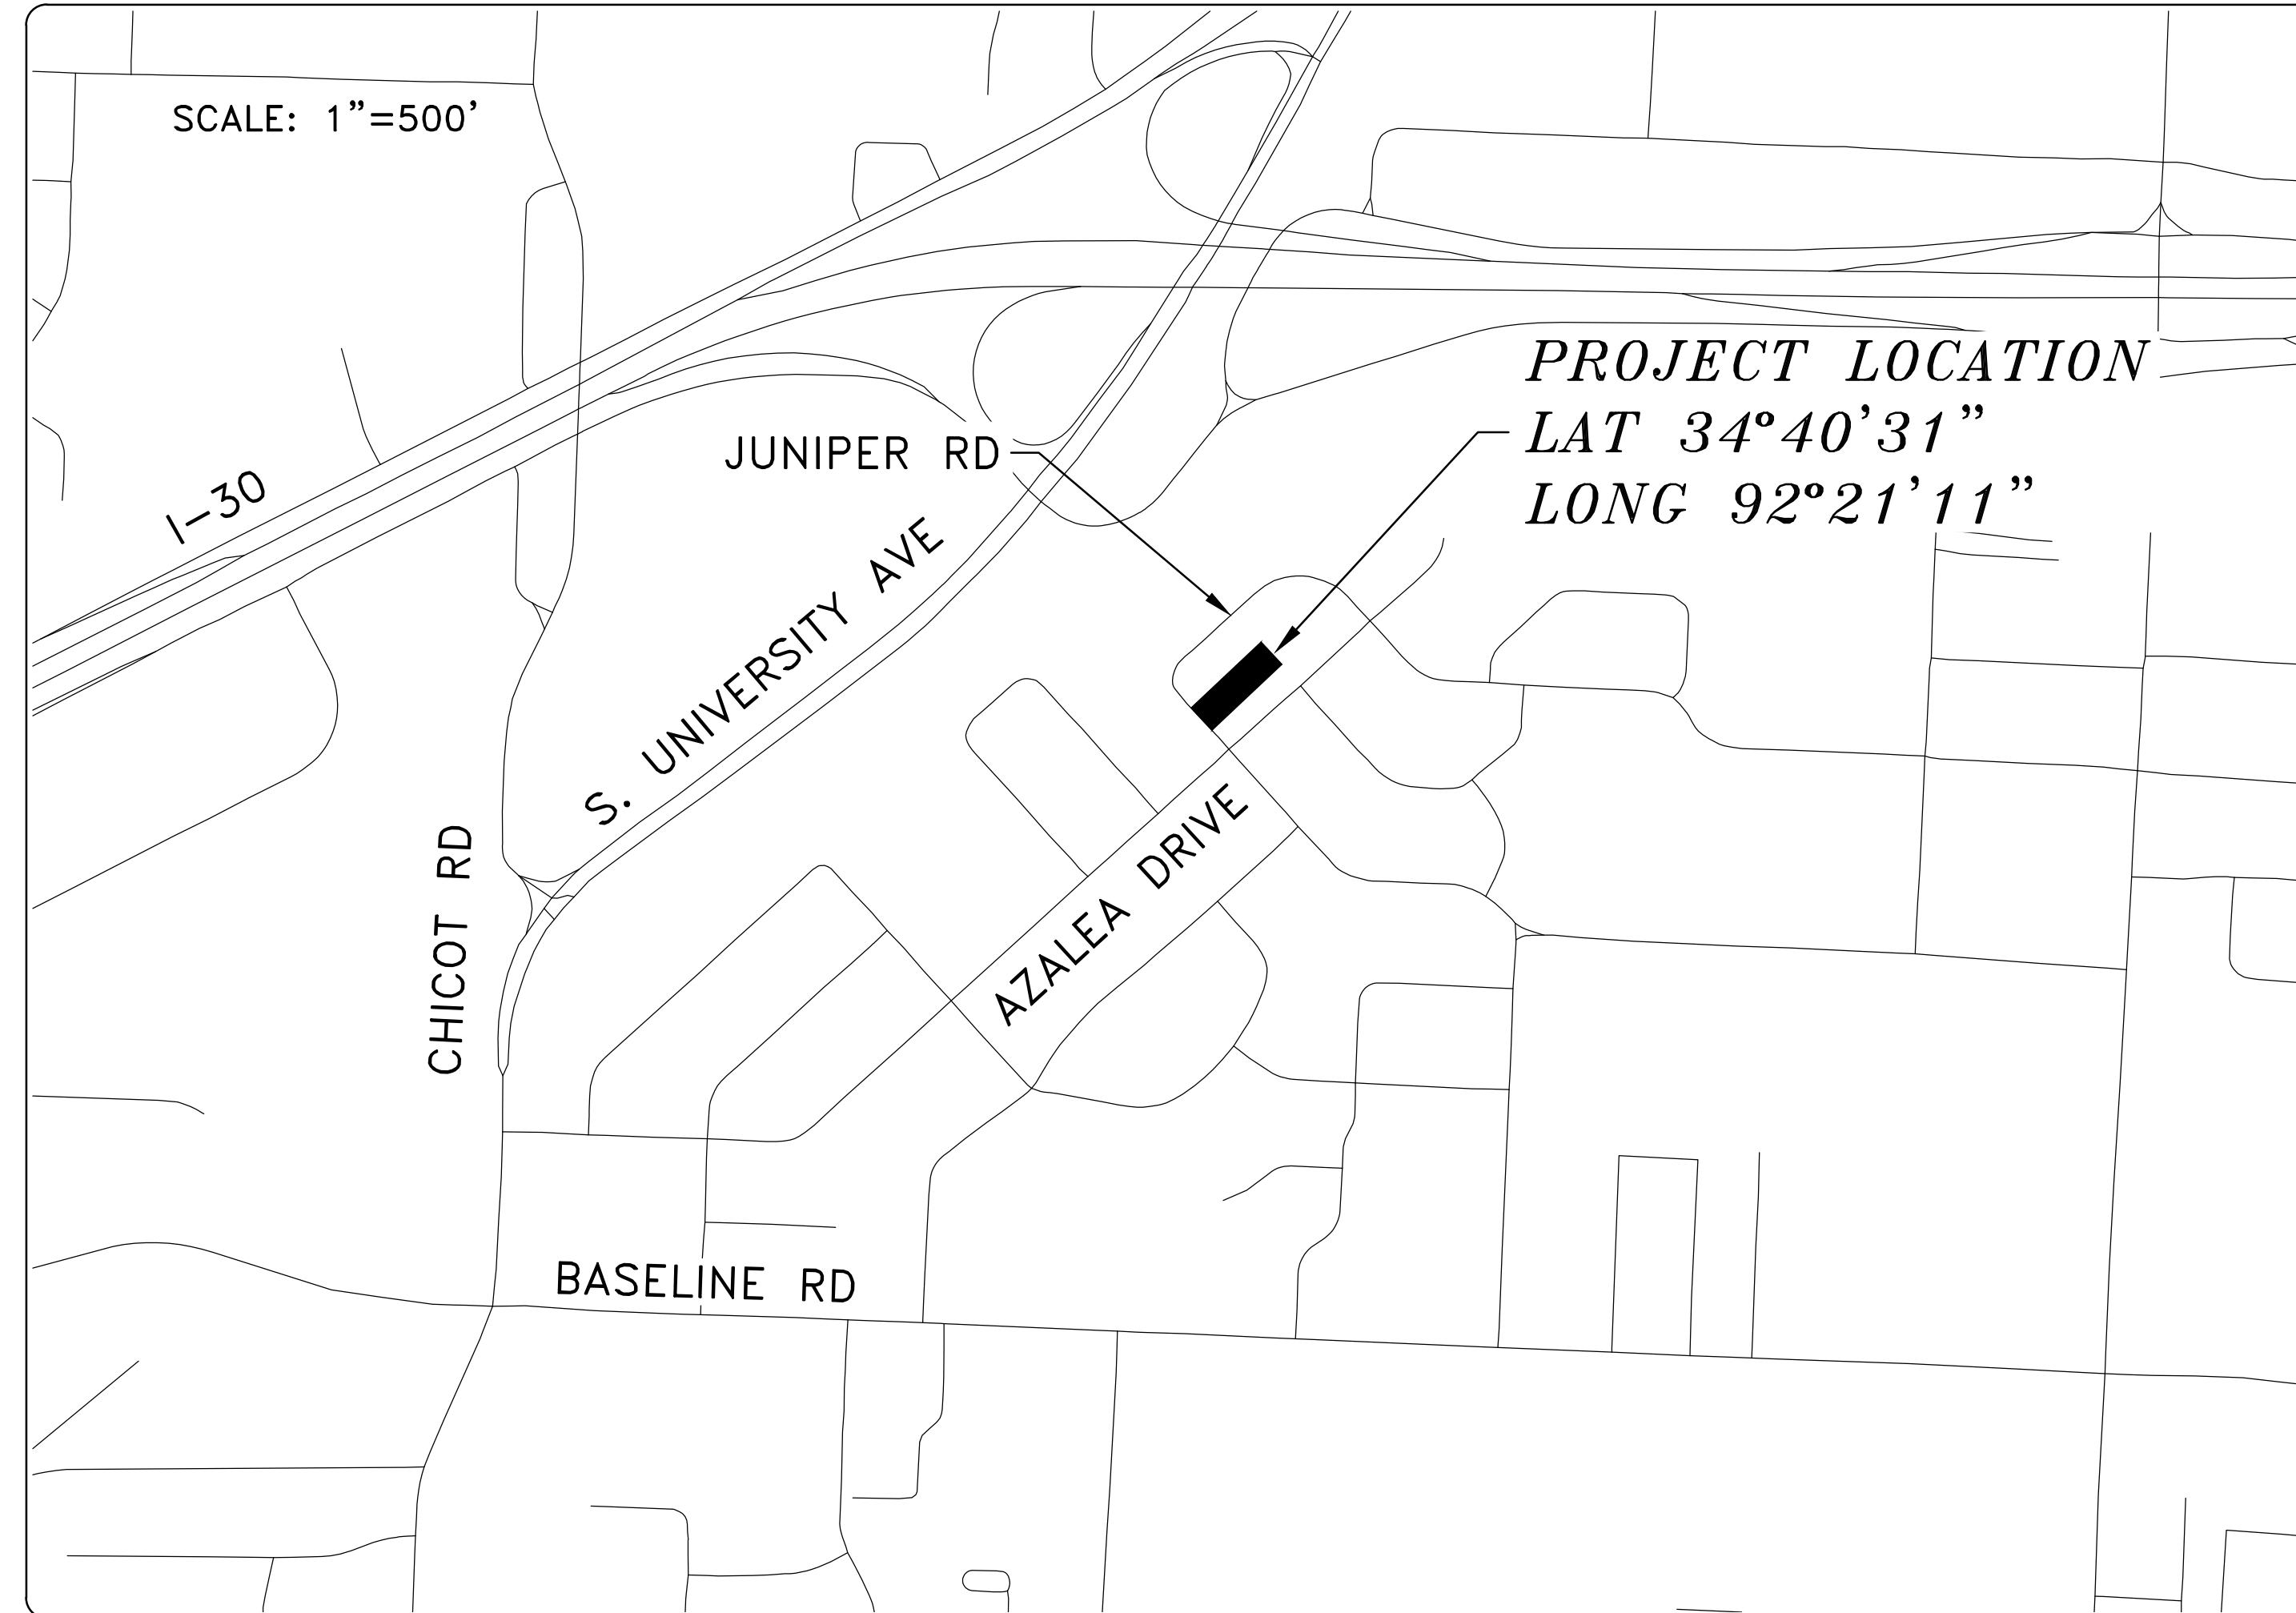 SCALE: 1”=500'
PROJECT LOCATION
LAT 34°40'31”
LONG 92°21'11”
JUNIPER RD
I-30
S. UNIVERSITY AVE
AZALEA DRIVE
CHICOT RD
BASELINE RD